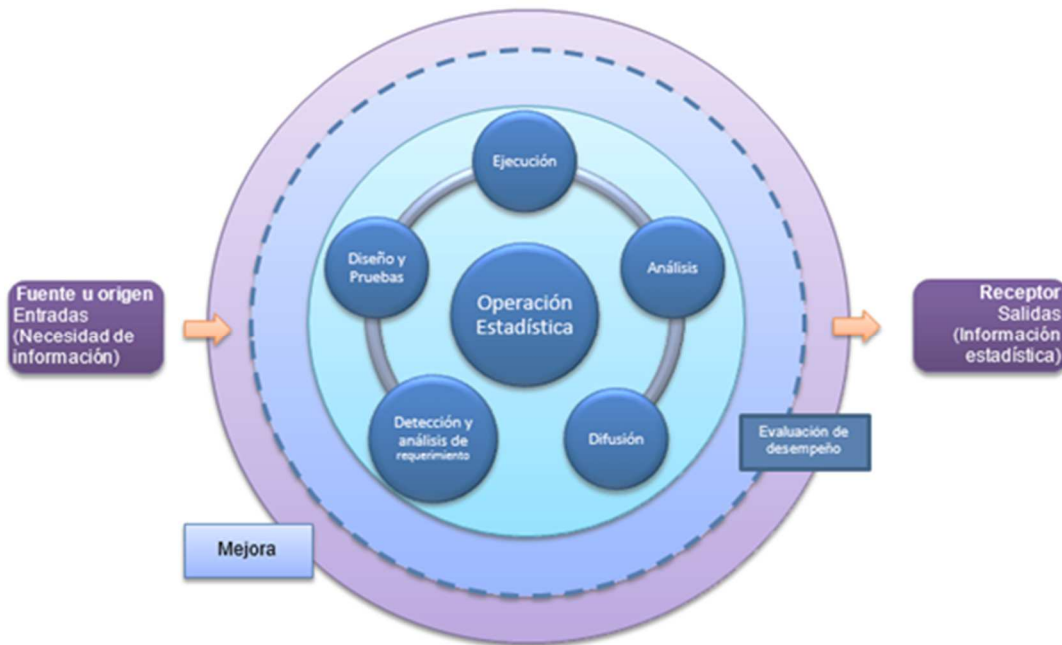 Ejecución
Diseño y
Pruebas
Análisis
Operación
Estadística
Fuente u origen
Entradas
(Necesidad de
información)
Receptor
Salidas
(Información
estadística)
Detección y
análisis de
requerimiento
Difusión
Evaluación de
desempeño
Mejora